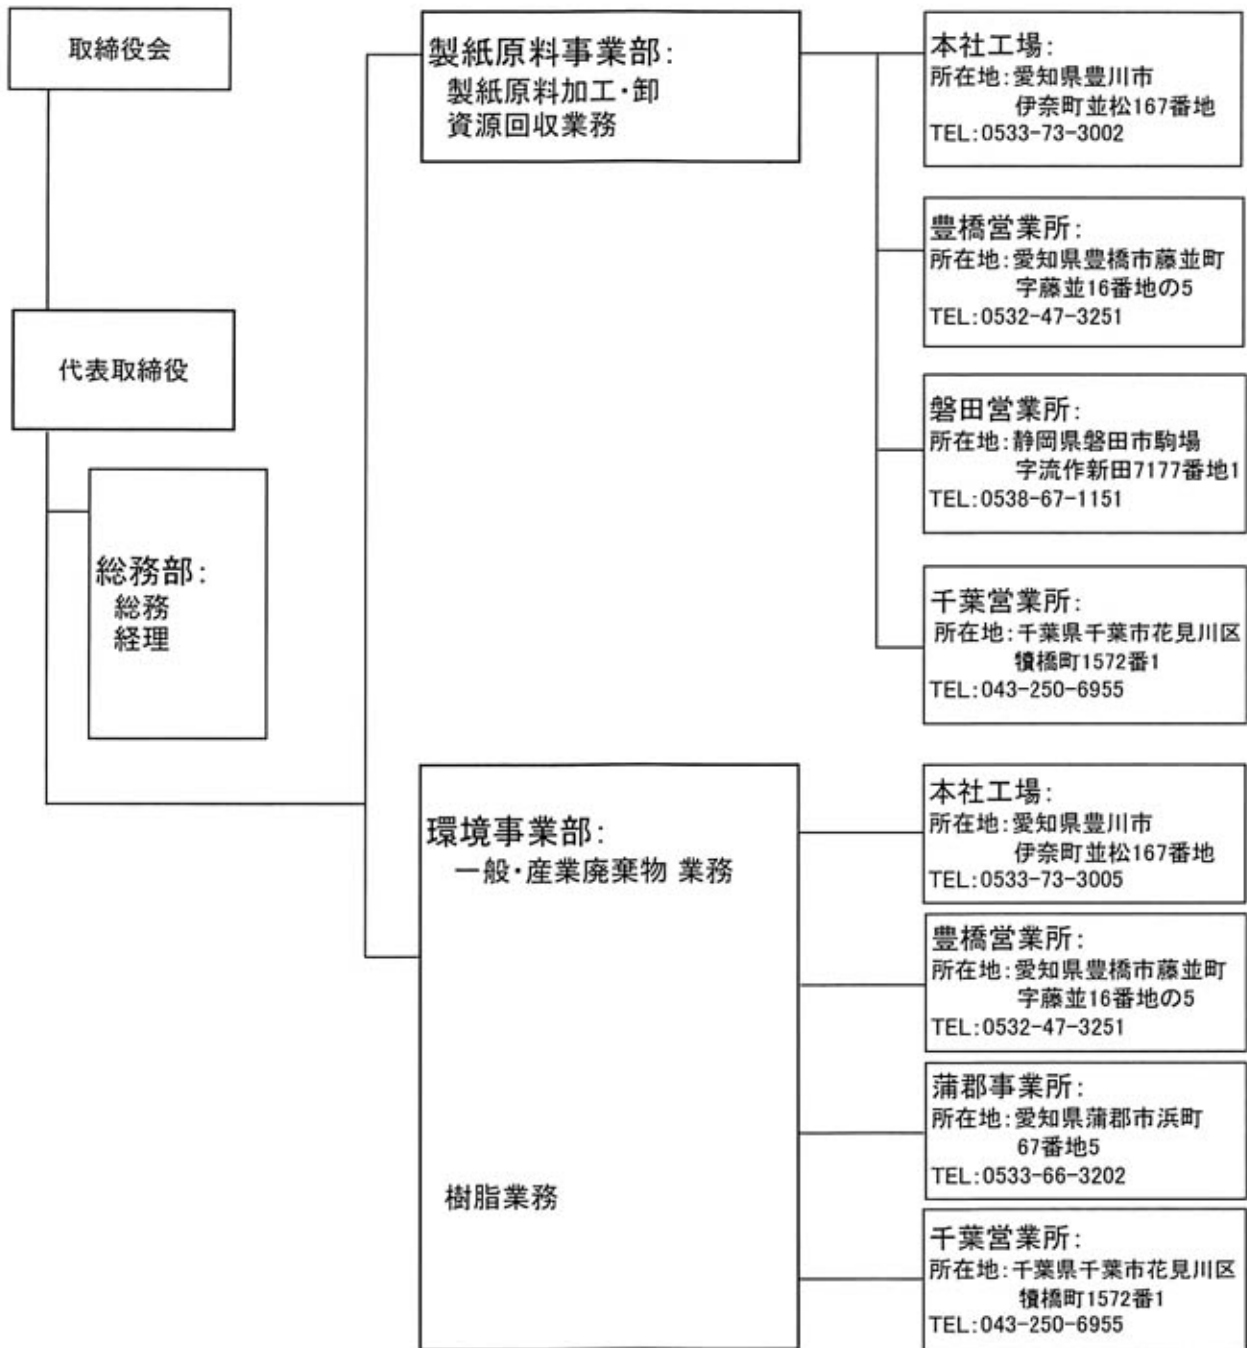 取締役会
代表取締役
総務部：
総務
経理
製紙原料事業部：
製紙原料加工・卸
資源回収業務
本社工場：
所在地：愛知県豊川市
伊奈町並松167番地
TEL：0533-73-3002
豊橋営業所：
所在地：愛知県豊橋市藤並町
字藤並16番地の5
TEL：0532-47-3251
磐田営業所：
所在地：静岡県磐田市駒場
字流作新田7177番地1
TEL：0538-67-1151
千葉営業所：
所在地：千葉県千葉市花見川区
犢橋町1572番1
TEL：043-250-6955
環境事業部：
一般・産業廃棄物 業務
樹脂業務
本社工場：
所在地：愛知県豊川市
伊奈町並松167番地
TEL：0533-73-3005
豊橋営業所：
所在地：愛知県豊橋市藤並町
字藤並16番地の5
TEL：0532-47-3251
蒲郡事業所：
所在地：愛知県蒲郡市浜町
67番地5
TEL：0533-66-3202
千葉営業所：
所在地：千葉県千葉市花見川区
犢橋町1572番1
TEL：043-250-6955